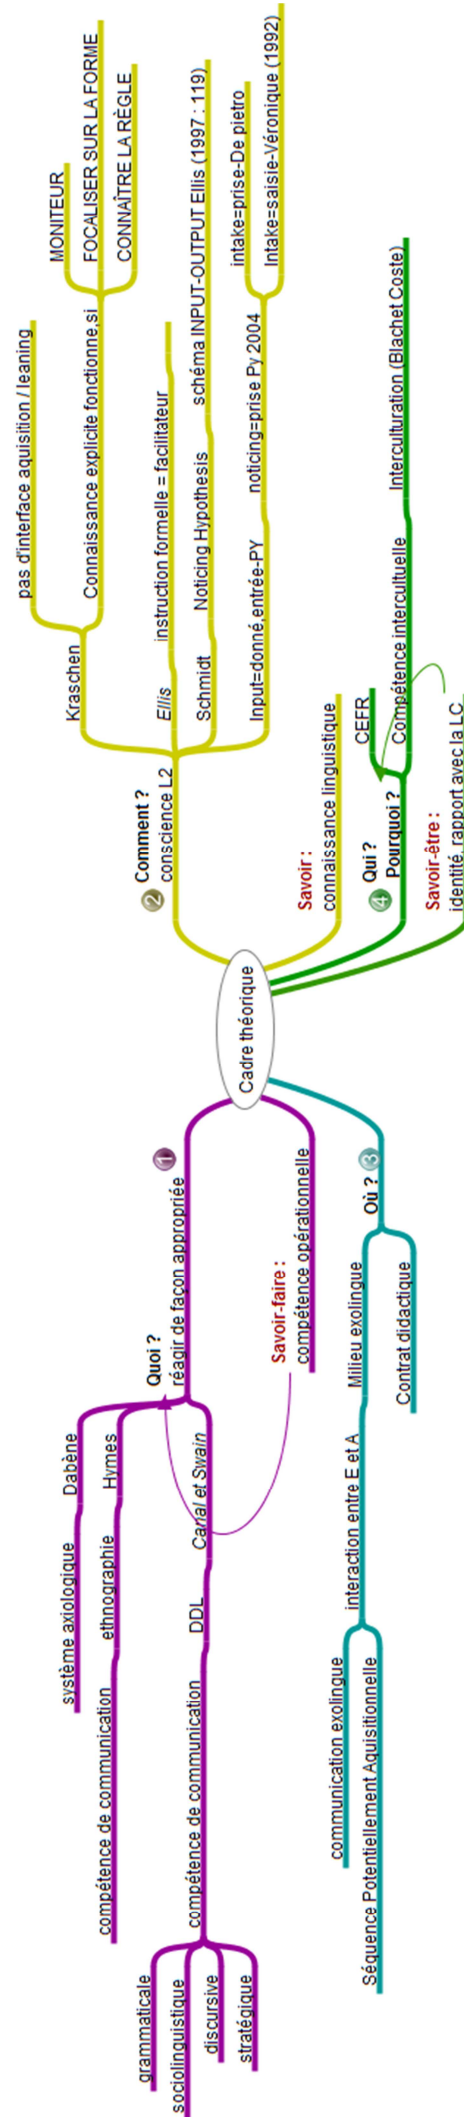 Cadre théorique
1
Quoi ?
réagir de façon appropriée
Dabène
système axiologique
Hymes
ethnographie
compétence de communication
Canal et Swain
DDL
compétence de communication
grammaticale
sociolinguistique
discursive
stratégique
Savoir-faire :
compétence opérationnelle
2
Comment ?
conscience L2
Kraschen
pas d'interface aquisition / leaning
Connaissance explicite fonctionne,si
MONITEUR
FOCALISER SUR LA FORME
CONNAÎTRE LA RÈGLE
Ellis
instruction formelle = facilitateur
Schmidt
Noticing Hypothesis
schéma INPUT-OUTPUT Ellis (1997 : 119)
Input=donné,entrée-PY
noticing=prise Py 2004
intake=prise-De pietro
Intake=saisie-Véronique (1992)
Savoir :
connaissance linguistique
3
Où ?
Milieu exolingue
interaction entre E et A
communication exolingue
Séquence Potentiellement Aquisitionnelle
Contrat didactique
4
Qui ?
Pourquoi ?
CEFR
Compétence intercultuelle
Interculturation (Blachet Coste)
Savoir-être :
identité, rapport avec la LC